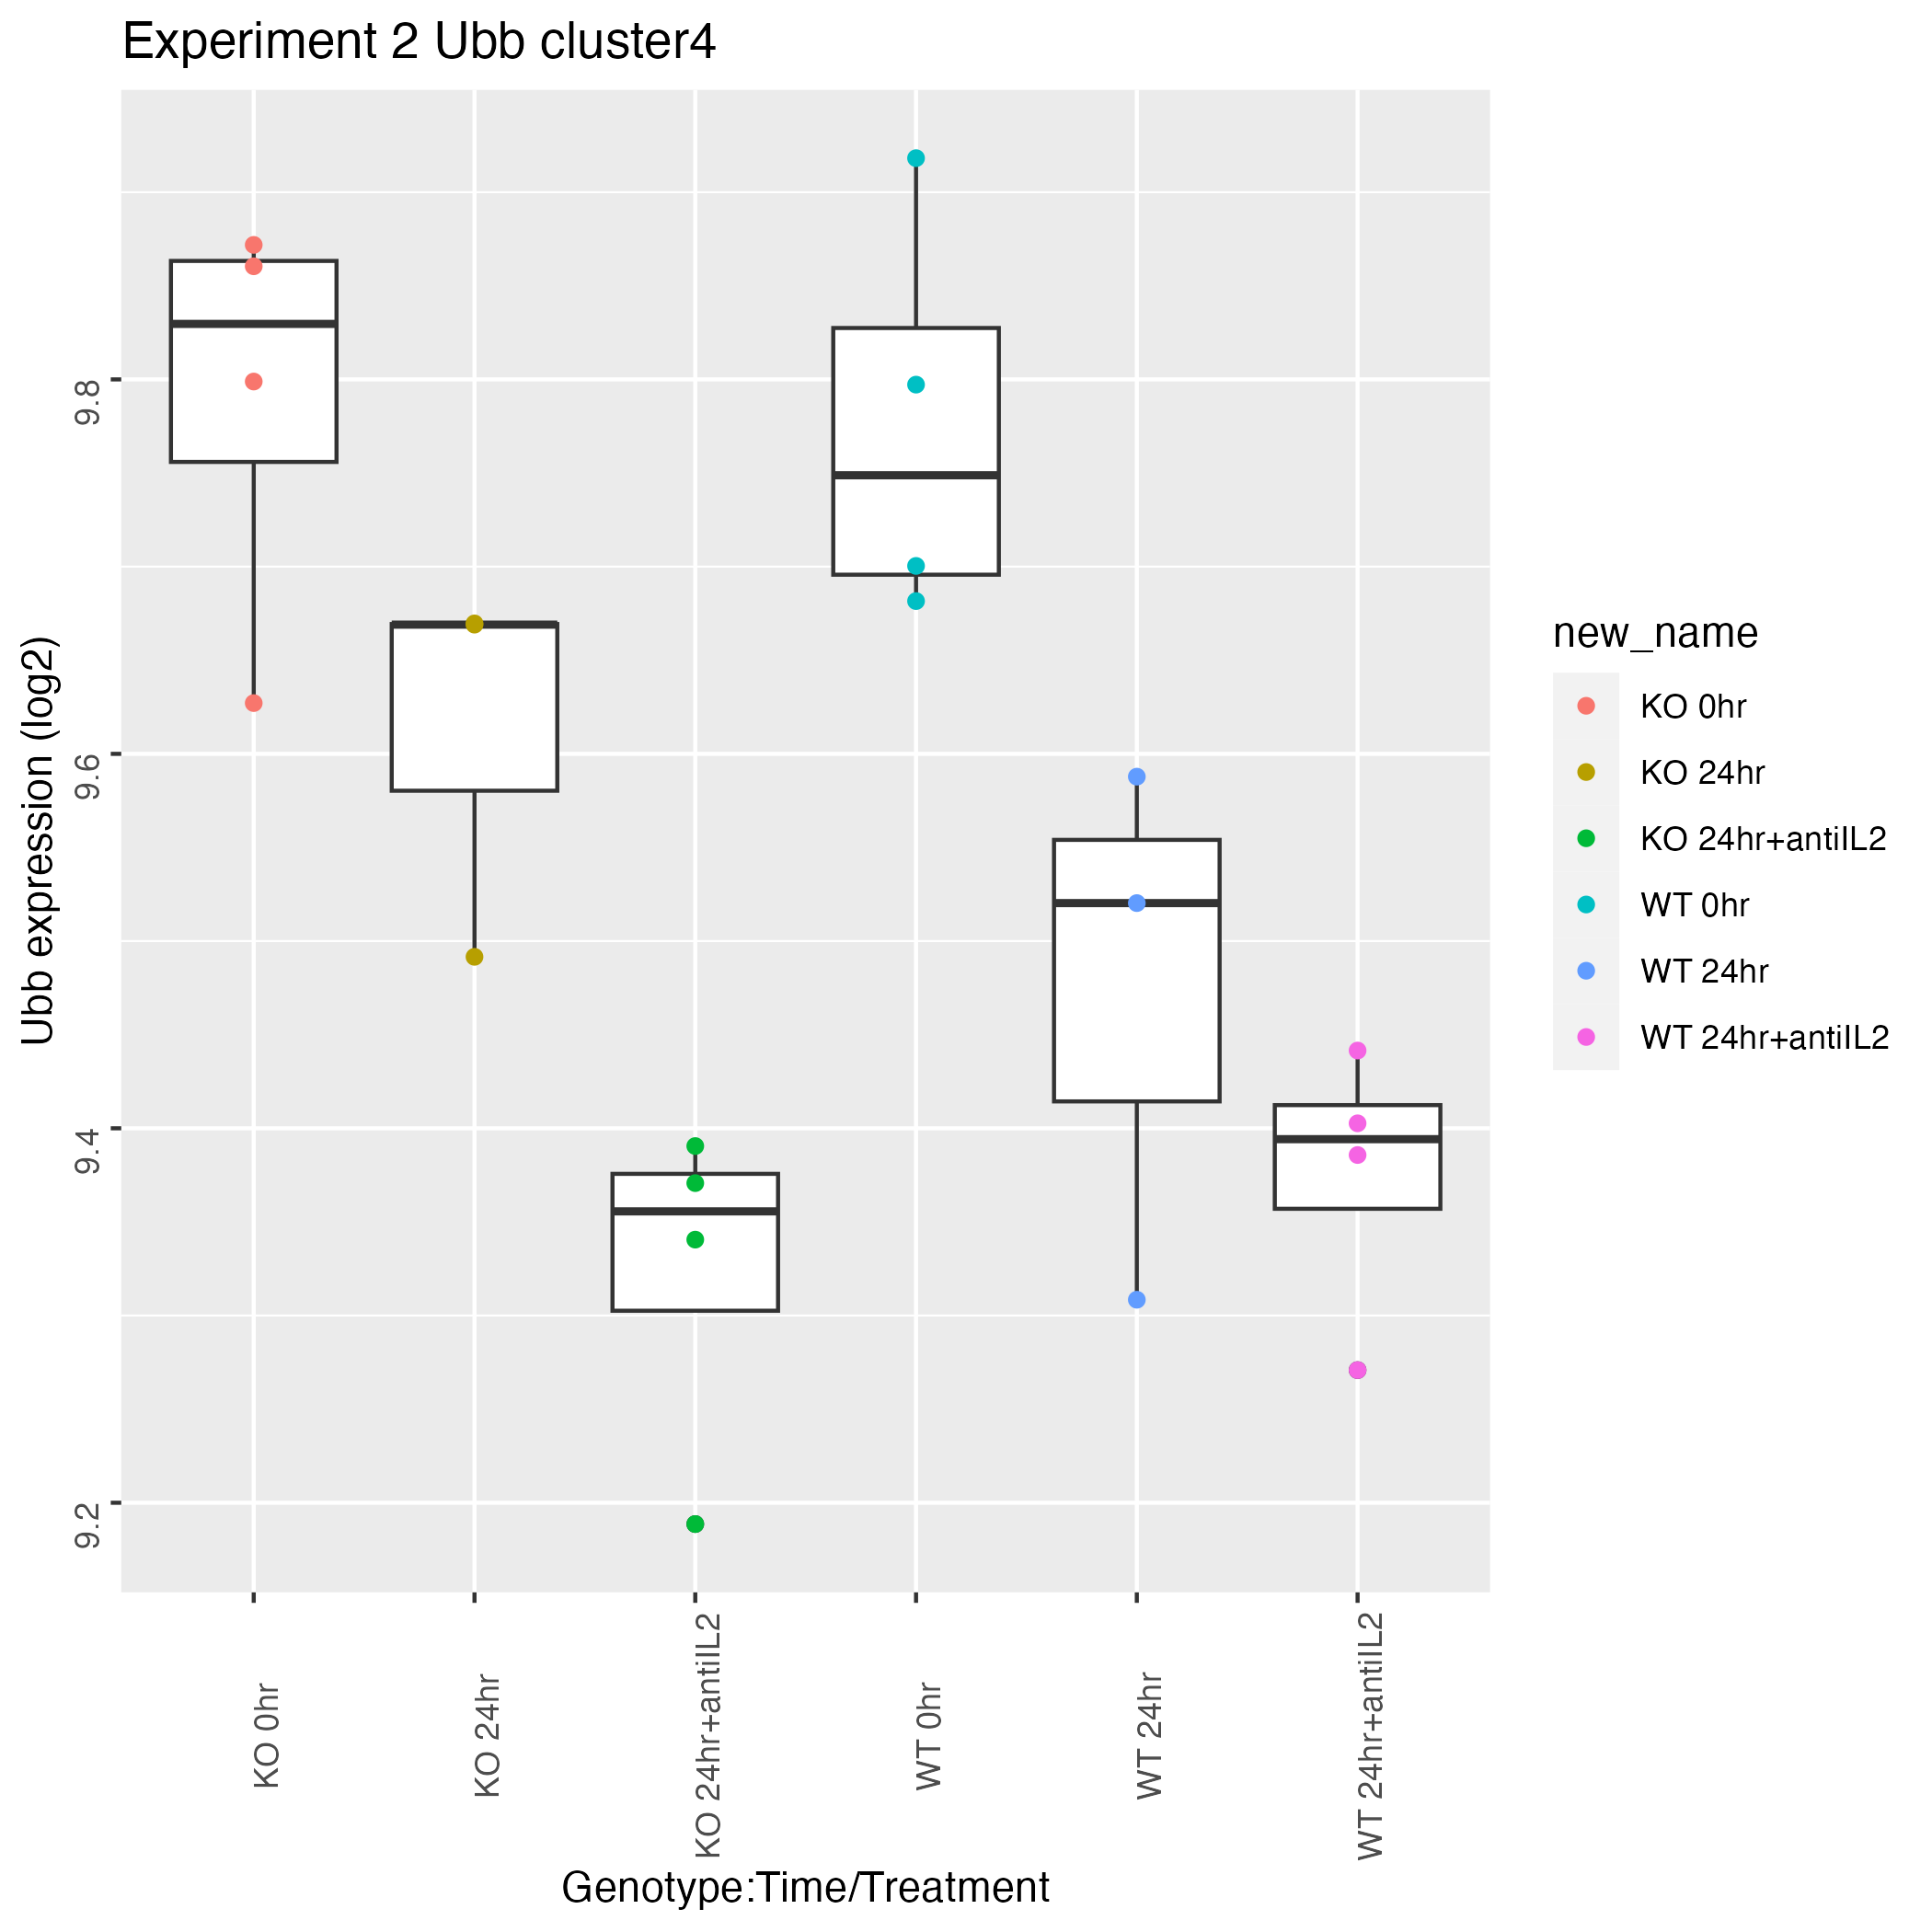 Experiment 2 Ubb cluster4
Ubb expression (log2)
9.8
9.6
9.4
9.2
KO 0hr
KO 24hr
KO 24hr+antiIL2
WT 0hr
WT 24hr
WT 24hr+antiIL2
Genotype:Time/Treatment
new_name
KO 0hr
KO 24hr
KO 24hr+antiIL2
WT 0hr
WT 24hr
WT 24hr+antiIL2